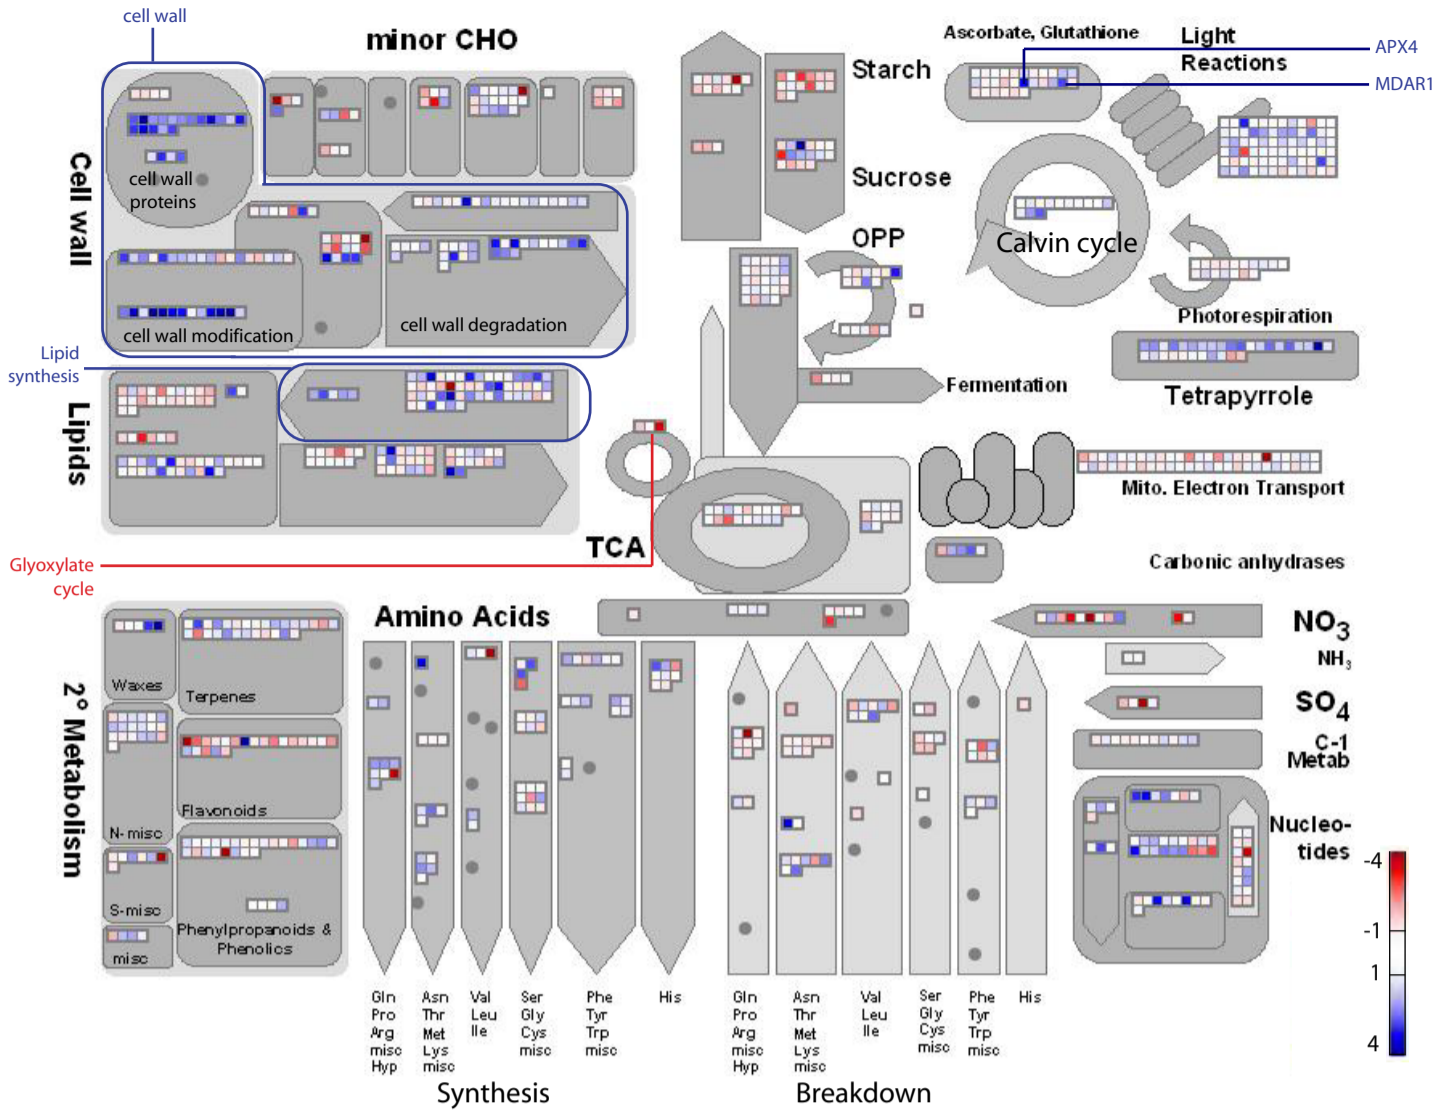 cell wall
minor CHO
Ascorbate, Glutathione
Light
Reactions
APX4
MDAR1
Starch
Sucrose
Cell wall
cell wall
proteins
OPP
Calvin cycle
cell wall degradation
cell wall modification
Photorespiration
Lipid
synthesis
Fermentation
Tetrapyrrole
Lipids
Mito. Electron Transport
TCA
Carbonic anhydrases
Glyoxylate
cycle
Amino Acids
NO3
NH3
SO4
C-1
Metab
Nucleo-
tides
2° Metabolism
Waxes
Terpenes
N-misc
Flavonoids
S-misc
Phenylpropanoids &
Phenolics
misc
-4
-1
1
4
Gln
Pro
Arg
misc
Hyp
Asn
Thr
Met
Lys
misc
Val
Leu
Ile
Ser
Gly
Cys
misc
Phe
Tyr
Trp
misc
His
Gln
Pro
Arg
misc
Hyp
Asn
Thr
Met
Lys
misc
Val
Leu
Ile
Ser
Gly
Cys
misc
Phe
Tyr
Trp
misc
His
Synthesis
Breakdown